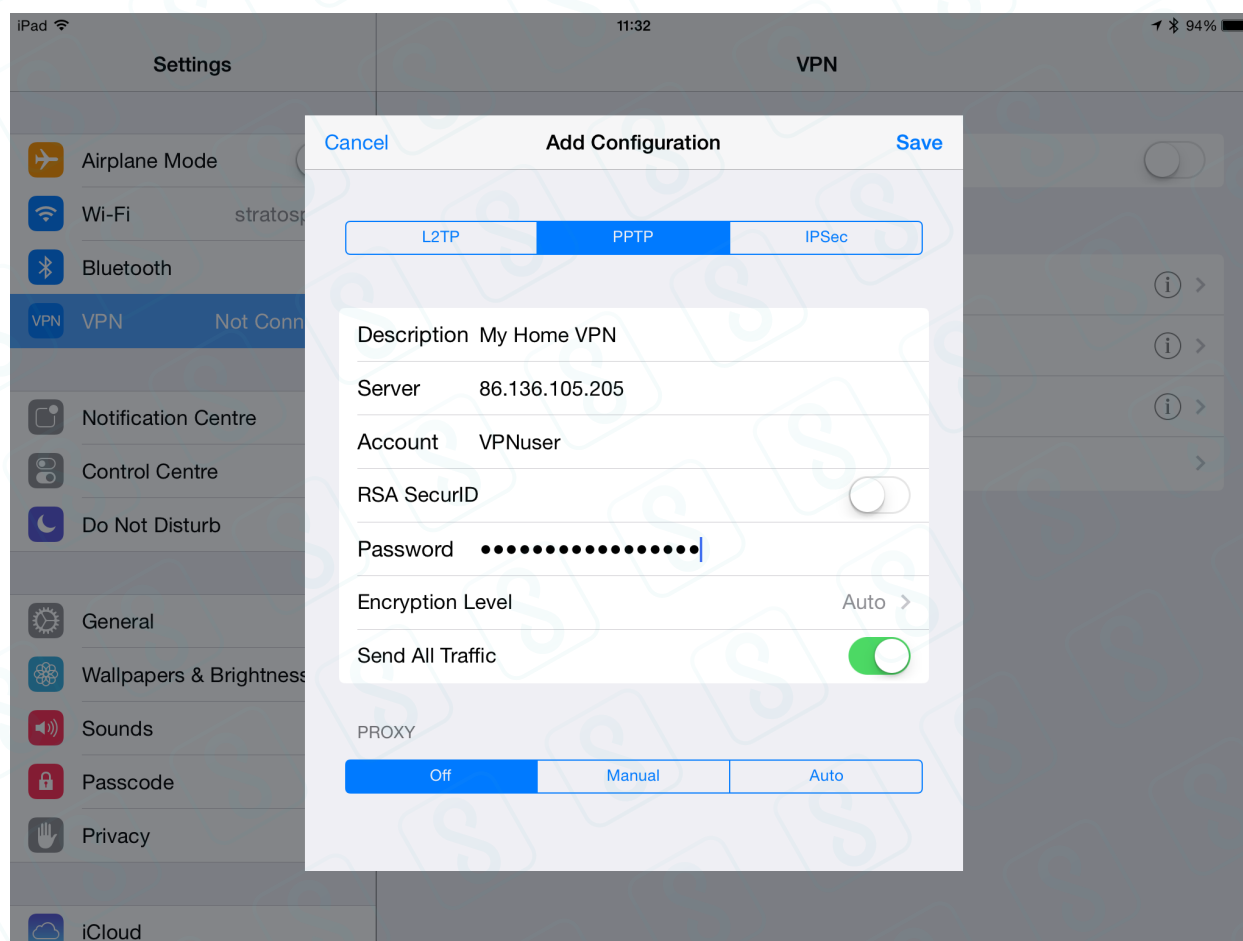 iPad 11:32 94%
Settings
VPN
Airplane Mode
Wi-Fi stratosp
Bluetooth
VPN VPN Not Conn
Notification Centre
Control Centre
Do Not Disturb
General
Wallpapers & Brightness
Sounds
Passcode
Privacy
iCloud
Cancel Add Configuration Save
L2TP PPTP IPSec
Description My Home VPN
Server 86.136.105.205
Account VPNuser
RSA SecurID
Password •••••••••••••••••
Encryption Level Auto
Send All Traffic
PROXY
Off Manual Auto